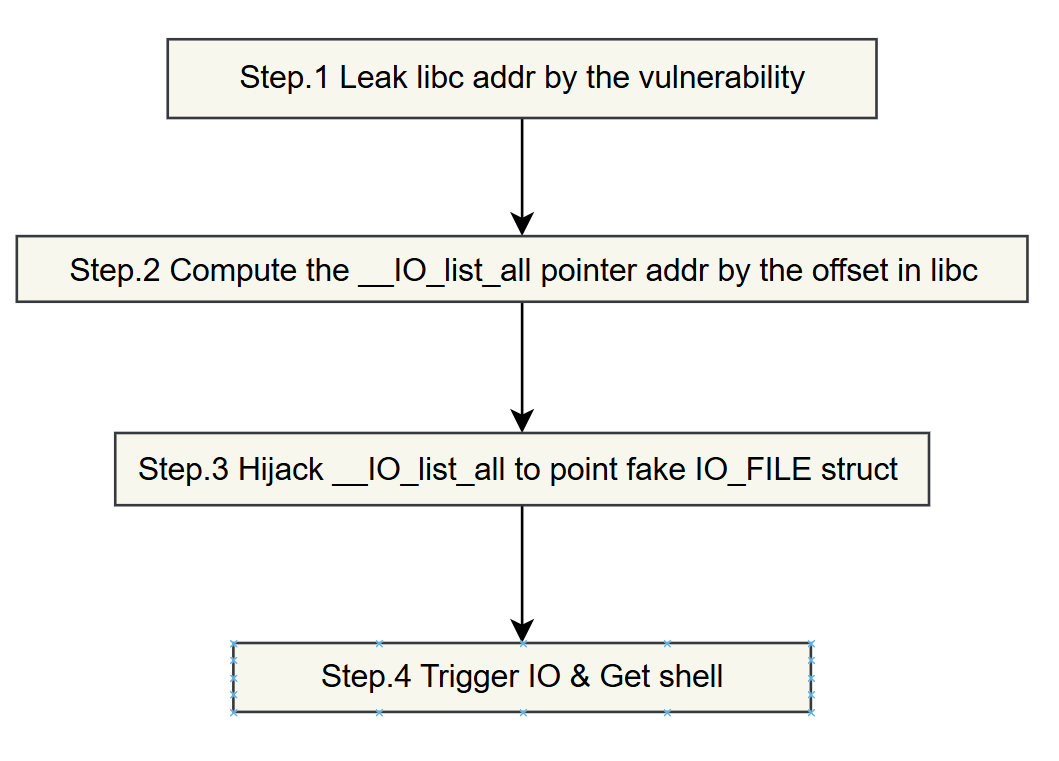 Step.1 Leak libc addr by the vulnerability
Step.2 Compute the __IO_list_all pointer addr by the offset in libc
Step.3 Hijack __IO_list_all to point fake IO_FILE struct
Step.4 Trigger IO & Get shell